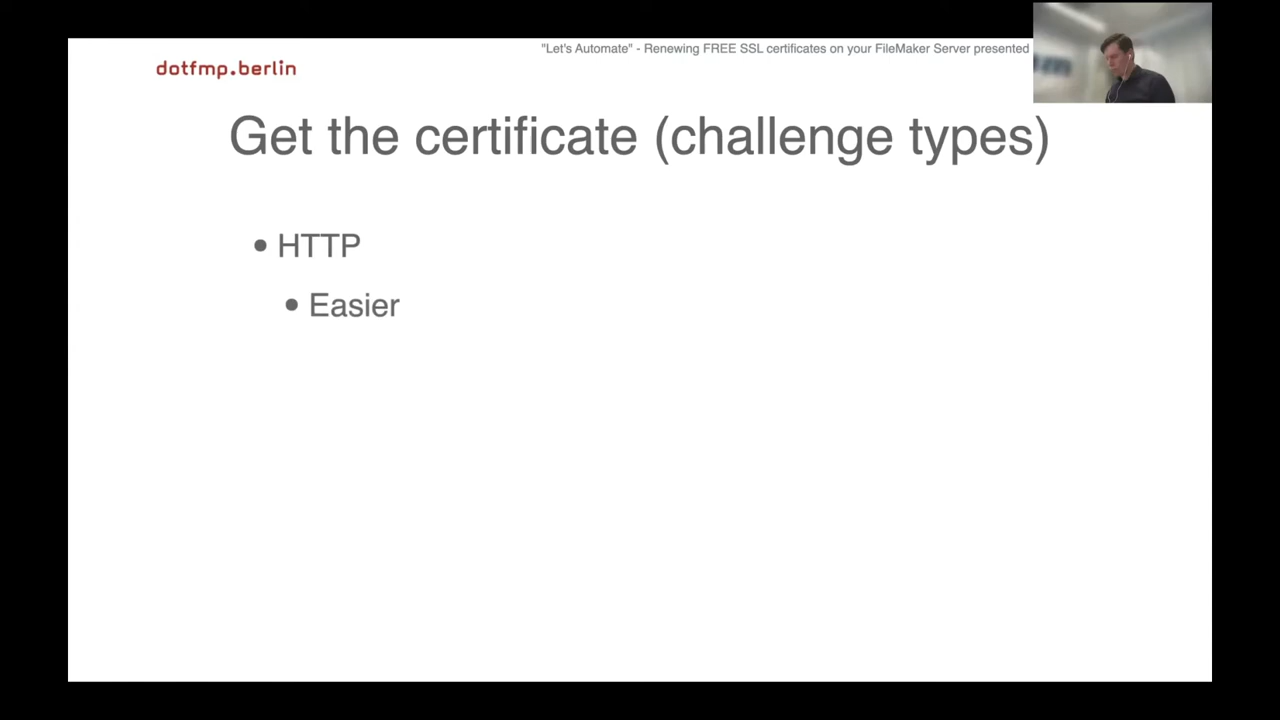 "Let's Automate" - Renewing FREE SSL certificates on your FileMaker Server presented
dotfmp.berlin
Get the certificate (challenge types)
• HTTP
• Easier